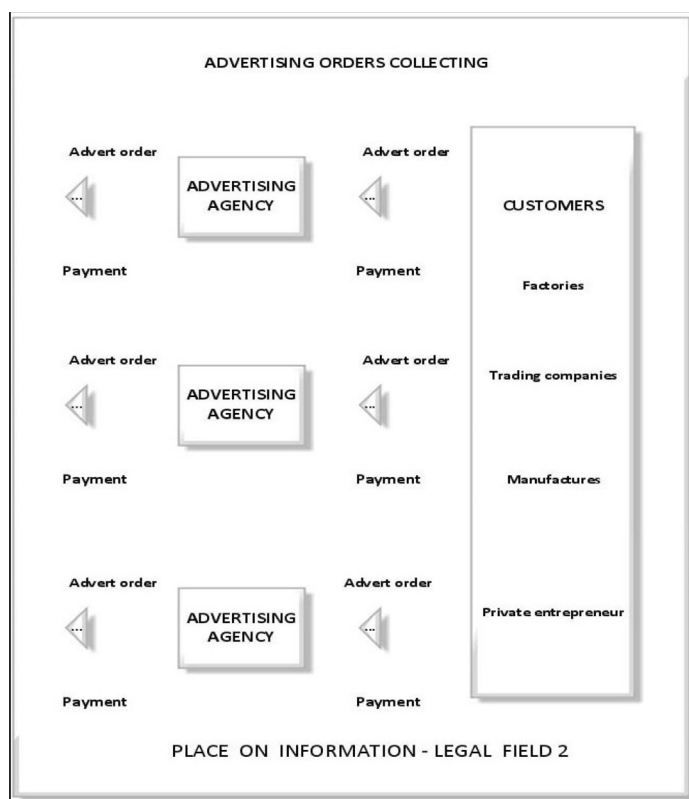 ADVERTISING ORDERS COLLECTING
Advert order
Advert order
ADVERTISING
AGENCY
...
...
CUSTOMERS
Payment
Payment
Factories
Advert order
Advert order
Trading companies
ADVERTISING
AGENCY
...
...
Payment
Payment
Manufactures
Advert order
Advert order
ADVERTISING
AGENCY
...
...
Private entrepreneur
Payment
Payment
PLACE ON INFORMATION - LEGAL FIELD 2